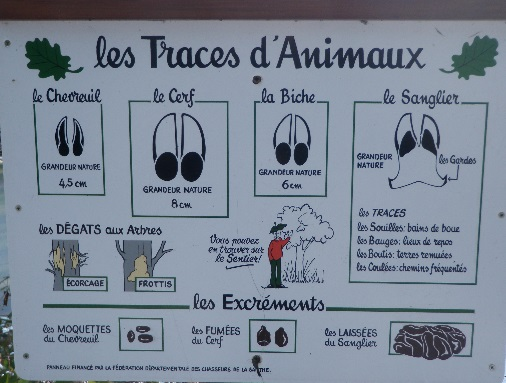 les Traces d'Animaux
le Chevreuil
GRANDEUR NATURE
4,5 cm
le Cerf
GRANDEUR NATURE
8 cm
la Biche
GRANDEUR NATURE
6 cm
le Sanglier
GRANDEUR
NATURE
les Gardes
les TRACES
les Souilles: bains de boue
les Bauges: lieux de repos
les Boutis: terres remuées
les Coulées: chemins fréquentés
les DÉGATS aux Arbres
ÉCORCAGE
FROTTIS
Vous pouvez
en trouver sur
le Sentier!
les Excréments
les MOQUETTES
du Chevreuil
les FUMÉES
du Cerf
les LAISSÉES
du Sanglier
PANNEAU FINANCÉ PAR LA FÉDÉRATION DÉPARTEMENTALE DES CHASSEURS DE LA SARTHE.